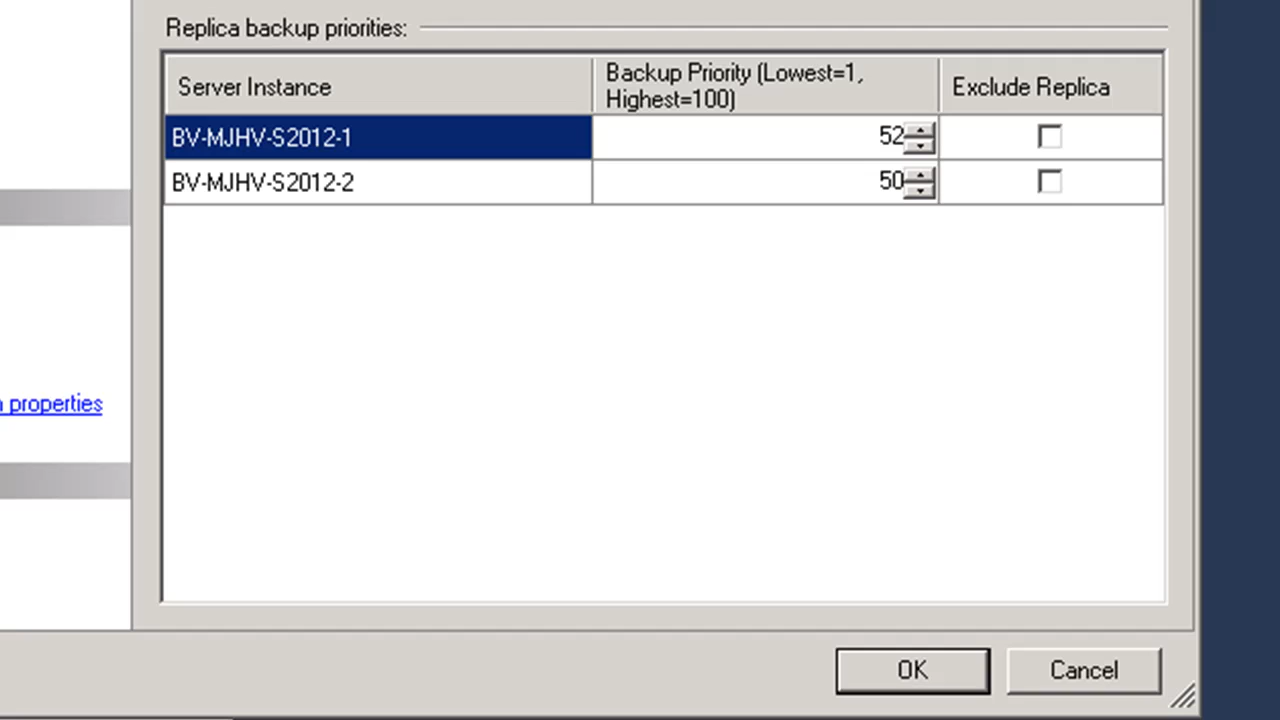 Replica backup priorities:
Server Instance
Backup Priority (Lowest=1,
Highest=100)
Exclude Replica
BV-MJHV-S2012-1
52
BV-MJHV-S2012-2
50
properties
OK
Cancel